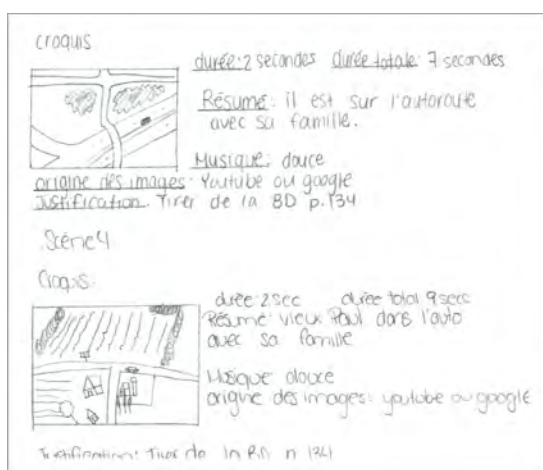 croquis
durée: 2 secondes durée totale: 7 secondes
Résumé: il est sur l'autoroute
avec sa famille.
Musique: douce
origine des images: Youtube ou google
Justification: Tirer de la BD p.134
Scène 4
Croquis:
durée: 2 sec durée total 9 secs
Résumé: vieux Paul dans l'auto
avec sa famille
Musique douce
origine des images: youtube ou google
Justification: Tirer de la BD p 134